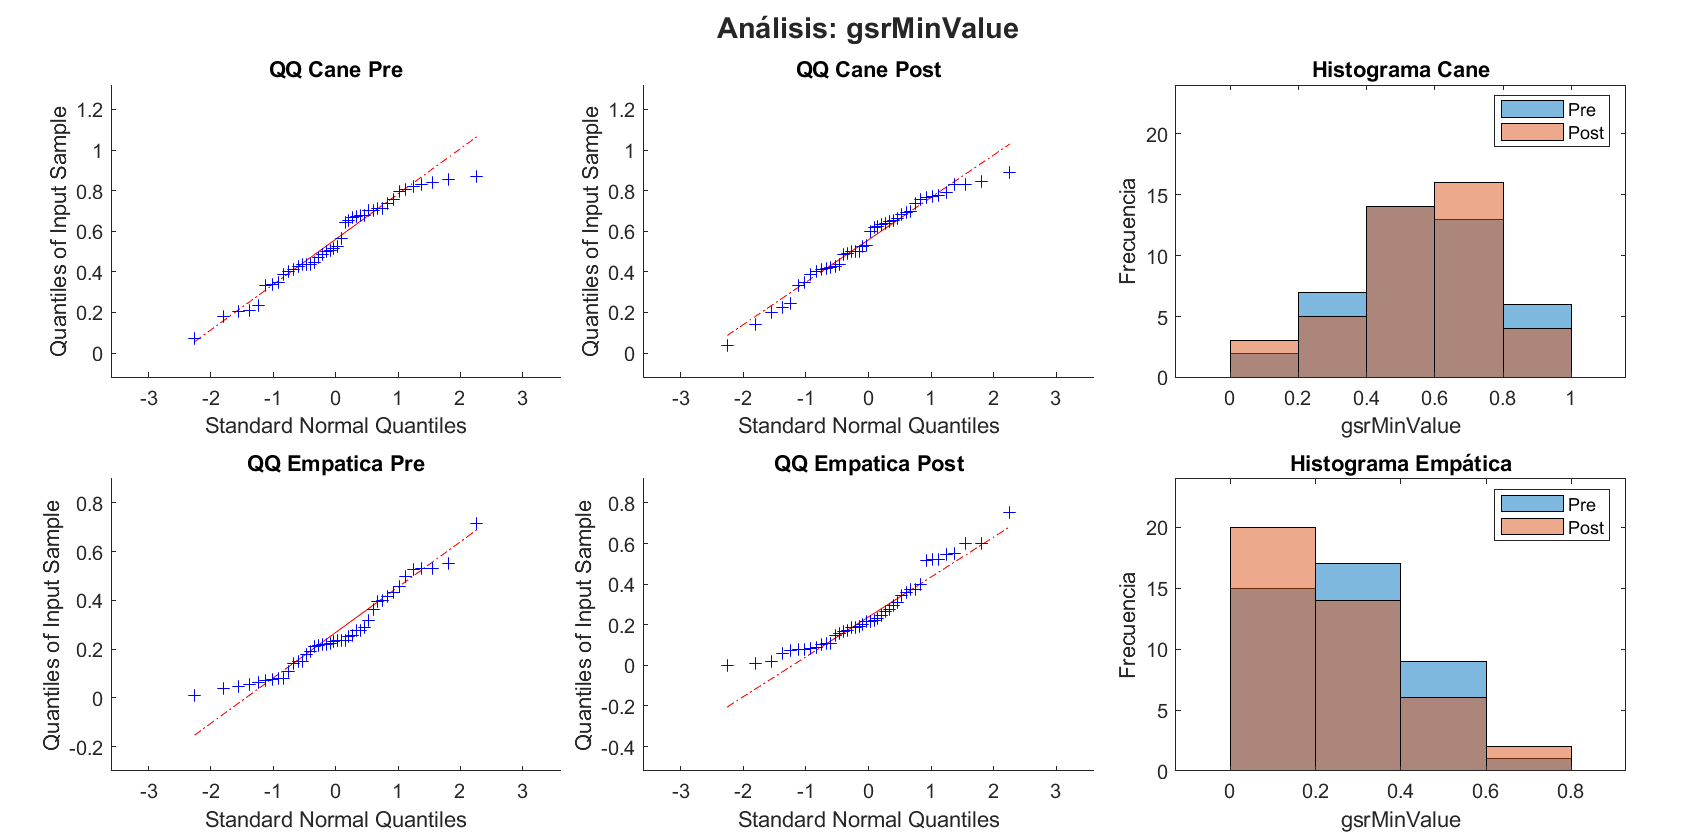 Análisis: gsrMinValue
QQ Cane Pre
Quantiles of Input Sample
1.2
1
0.8
0.6
0.4
0.2
0
-3 -2 -1 0 1 2 3
Standard Normal Quantiles
QQ Cane Post
Quantiles of Input Sample
1.2
1
0.8
0.6
0.4
0.2
0
-3 -2 -1 0 1 2 3
Standard Normal Quantiles
Histograma Cane
Pre
Post
Frecuencia
20
15
10
5
0
0 0.2 0.4 0.6 0.8 1
gsrMinValue
QQ Empatica Pre
Quantiles of Input Sample
0.8
0.6
0.4
0.2
0
-0.2
-3 -2 -1 0 1 2 3
Standard Normal Quantiles
QQ Empatica Post
Quantiles of Input Sample
0.8
0.6
0.4
0.2
0
-0.2
-0.4
-3 -2 -1 0 1 2 3
Standard Normal Quantiles
Histograma Empática
Pre
Post
Frecuencia
20
15
10
5
0
0 0.2 0.4 0.6 0.8
gsrMinValue